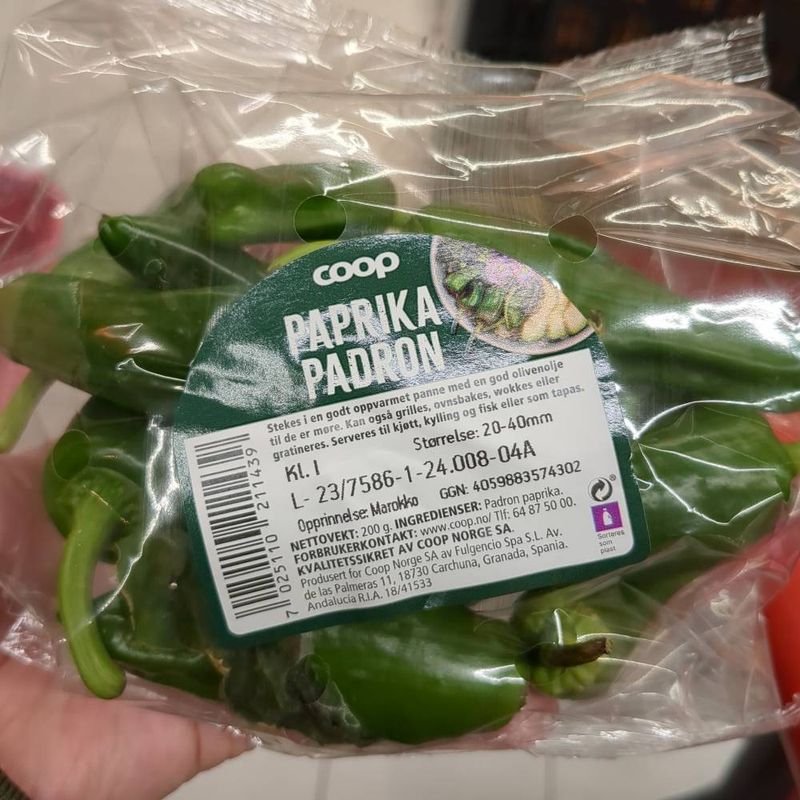 coop
PAPRIKA
PADRON
Stekes i en godt oppvarmet panne med en god olivenolje
til de er møre. Kan også grilles, ovnsbakes, wokkes eller
gratineres. Serveres til kjøtt, kylling og fisk eller som tapas.
KL. I
Størrelse: 20-40mm
L- 23/7586-1-24.008-04A
Opprinnelse: Marokko
GGN: 4059883574302
NETTOVEKT: 200 g. INGREDIENSER: Padron paprika.
FORBRUKERKONTAKT: www.coop.no/ Tlf: 64 87 50 00.
KVALITETSSIKRET AV COOP NORGE SA.
Produsert for Coop Norge SA av Fulgencio Spa S.L. Av.
de las Palmeras 11, 18730 Carchuna, Granada, Spania.
Andalucía R.I.A. 18/41533
7 025110 211439
Sorteres
som
plast